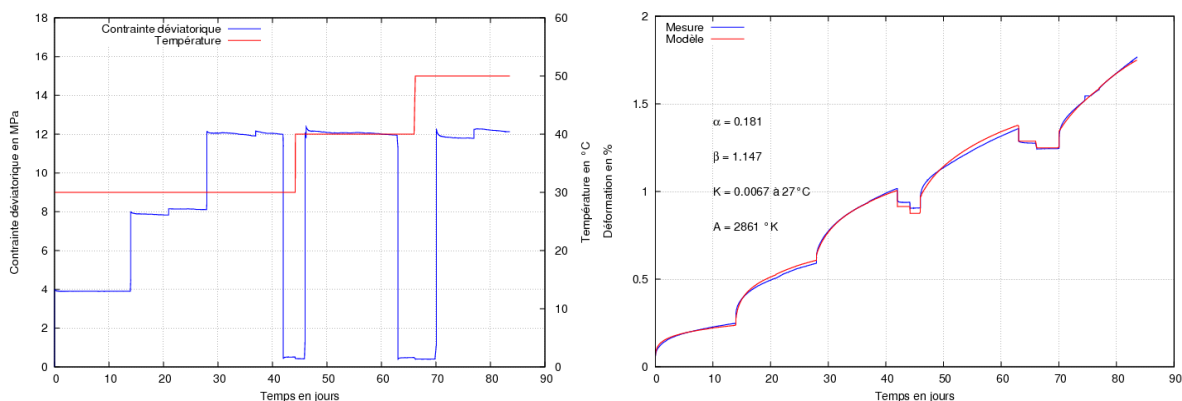 Contrainte déviatorique
Température
Contrainte déviatorique en MPa
18
16
14
12
10
8
6
4
2
0
60
50
40
30
20
10
0
Température en °C
0 10 20 30 40 50 60 70 80 90
Temps en jours
Mesure
Modèle
Déformation en %
2
1.5
1
0.5
0
α = 0.181
β = 1.147
K = 0.0067 à 27°C
A = 2861 °K
0 10 20 30 40 50 60 70 80 90
Temps en jours